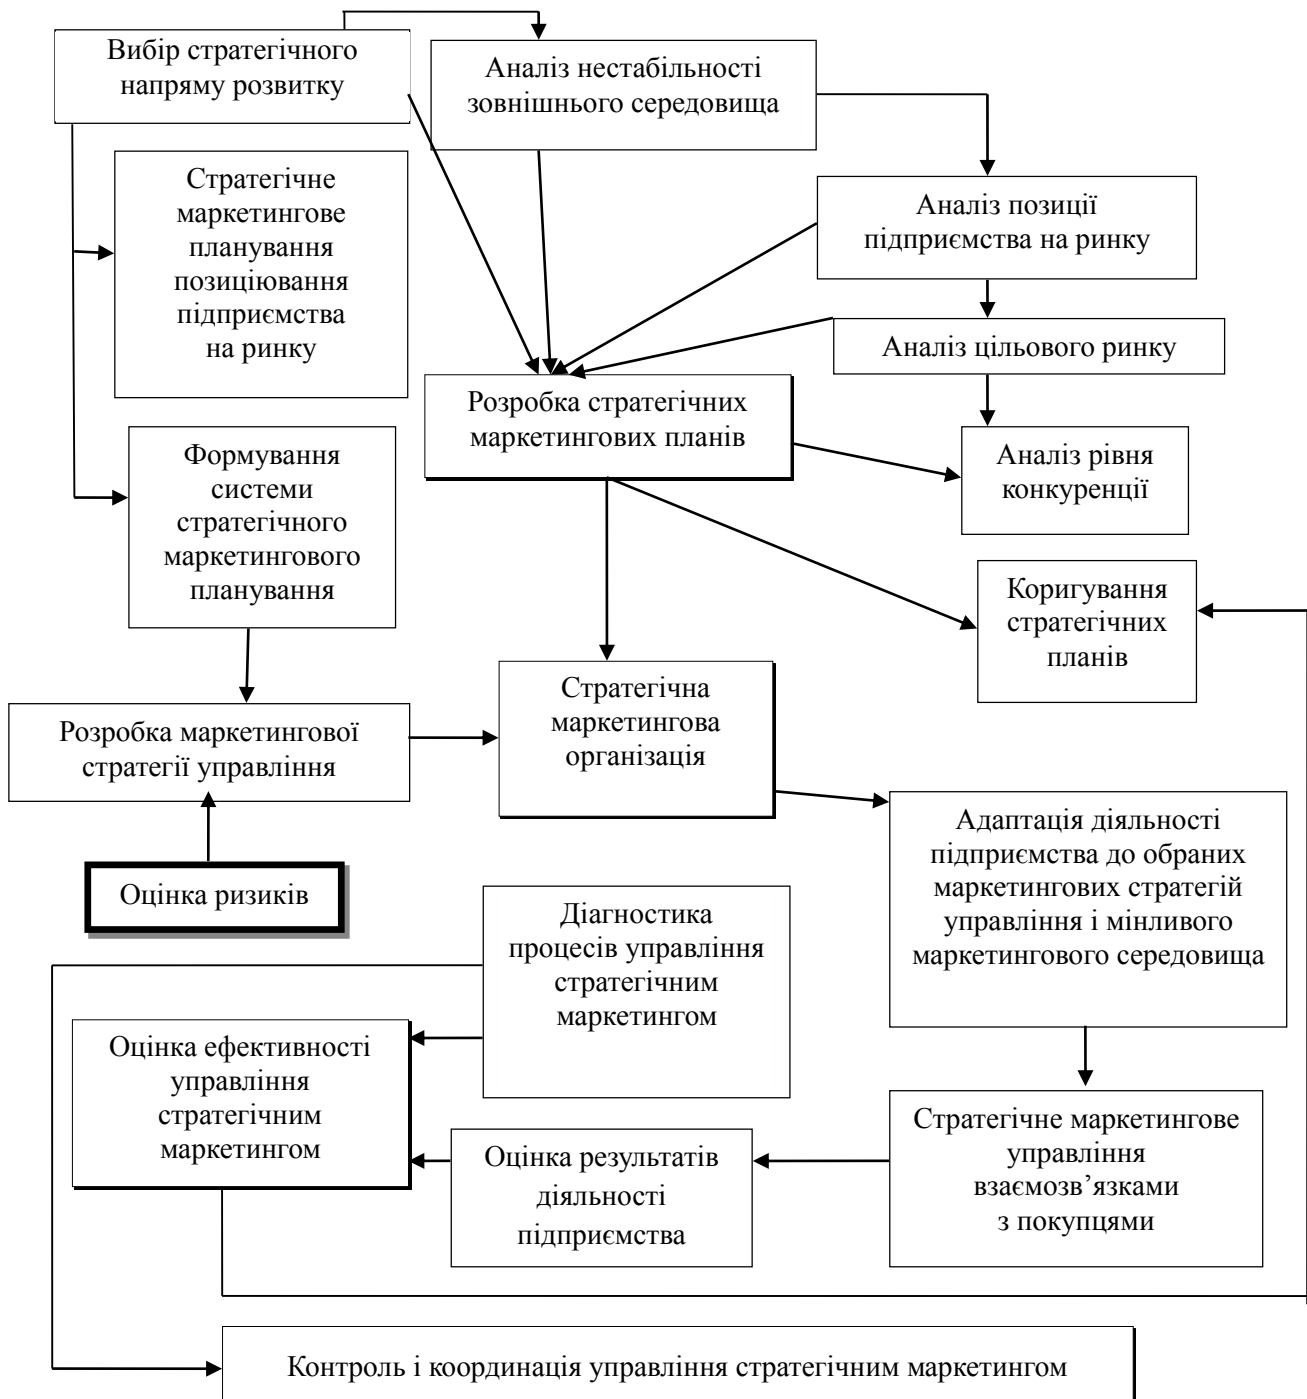 Вибір стратегічного
напряму розвитку
Аналіз нестабільності
зовнішнього середовища
Стратегічне
маркетингове
планування
позиціювання
підприємства
на ринку
Аналіз позиції
підприємства на ринку
Аналіз цільового ринку
Розробка стратегічних
маркетингових планів
Аналіз рівня
конкуренції
Формування
системи
стратегічного
маркетингового
планування
Коригування
стратегічних
планів
Стратегічна
маркетингова
організація
Розробка маркетингової
стратегії управління
Адаптація діяльності
підприємства до обраних
маркетингових стратегій
управління і мінливого
маркетингового середовища
Оцінка ризиків
Діагностика
процесів управління
стратегічним
маркетингом
Оцінка ефективності
управління
стратегічним
маркетингом
Стратегічне маркетингове
управління
взаємозв’язками
з покупцями
Оцінка результатів
діяльності
підприємства
Контроль і координація управління стратегічним маркетингом